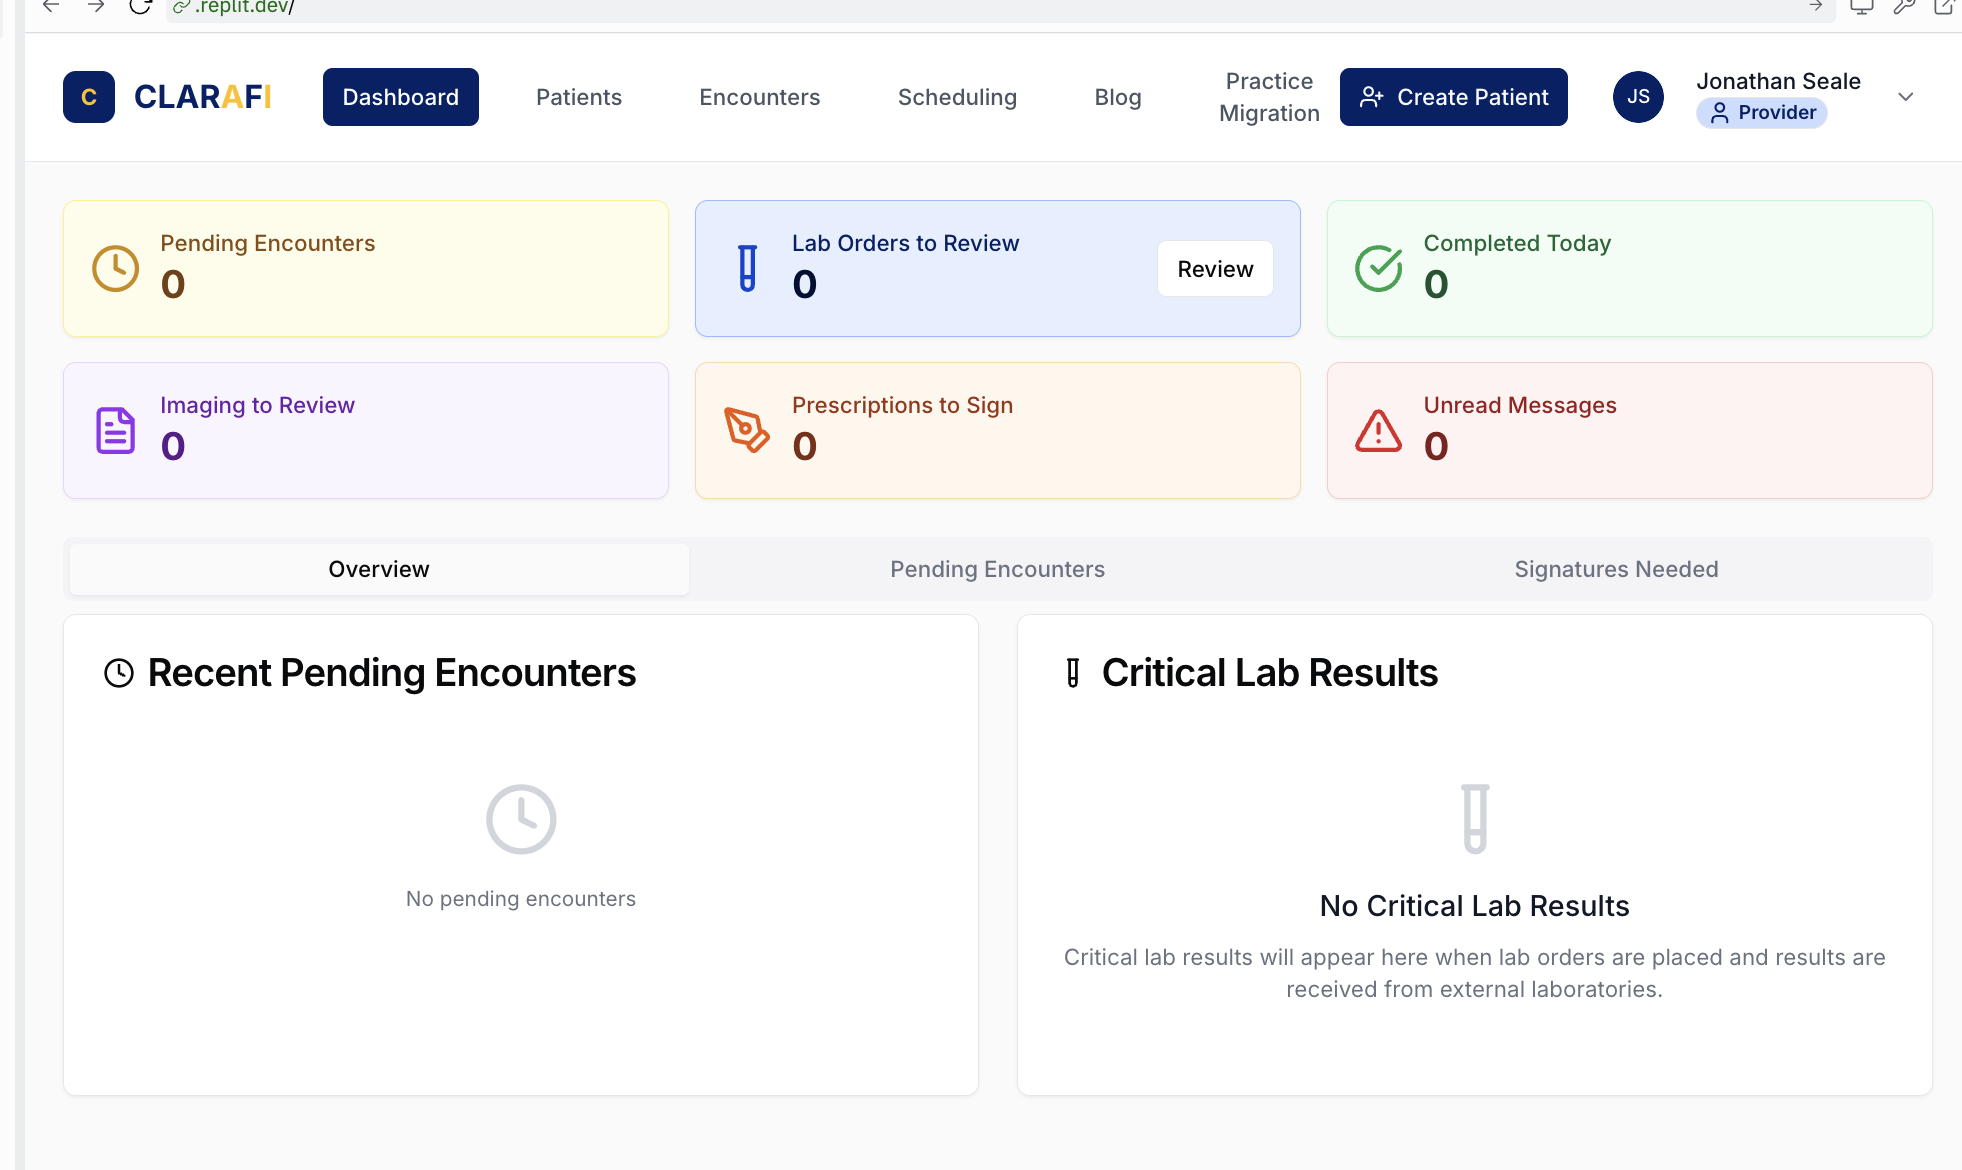 .replit.dev/
C
CLARAFI
Dashboard
Patients
Encounters
Scheduling
Blog
Practice
Migration
Create Patient
JS
Jonathan Seale
Provider
Pending Encounters
0
Lab Orders to Review
0
Review
Completed Today
0
Imaging to Review
0
Prescriptions to Sign
0
Unread Messages
0
Overview
Pending Encounters
Signatures Needed
Recent Pending Encounters
No pending encounters
Critical Lab Results
No Critical Lab Results
Critical lab results will appear here when lab orders are placed and results are
received from external laboratories.